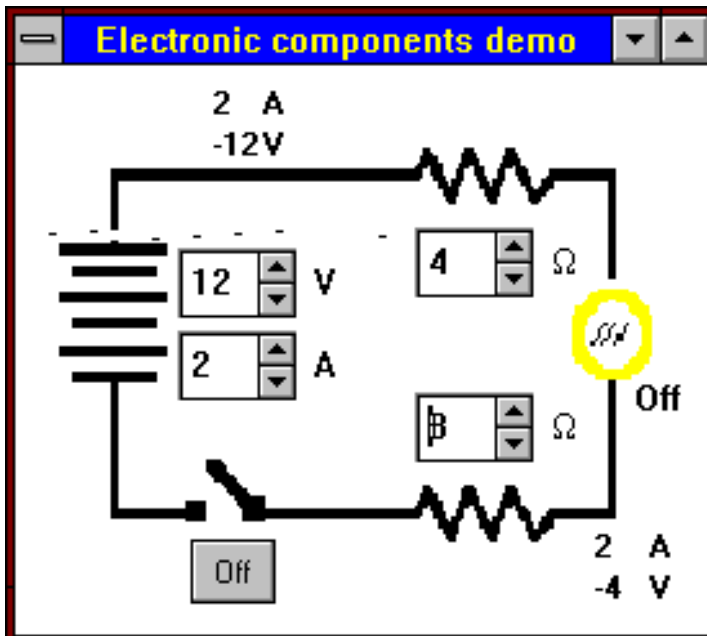 Electronic components demo
2 A
-12V
12 V
4 Ω
2 A
Off
Ω
Off
2 A
-4 V